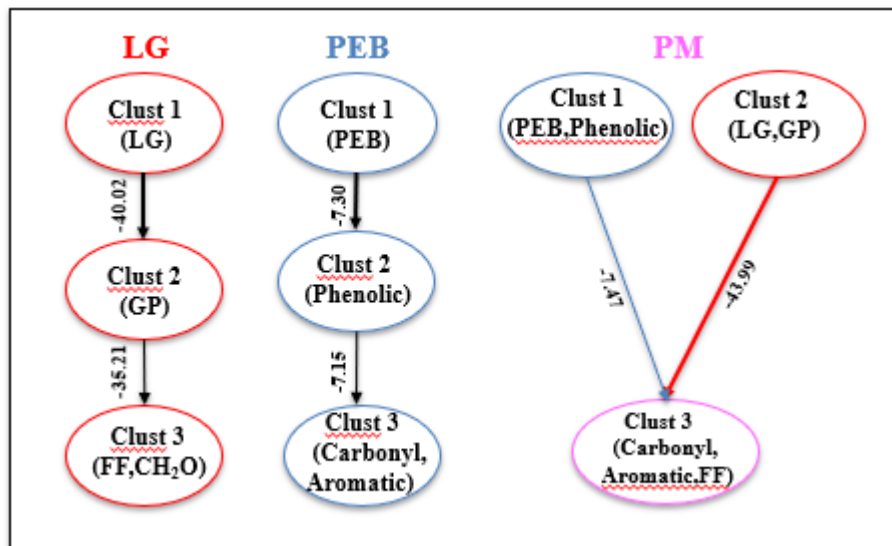 LG
Clust 1
(LG)
-40.02
Clust 2
(GP)
-35.21
Clust 3
(FF,CH₂O)
PEB
Clust 1
(PEB)
-7.30
Clust 2
(Phenolic)
-7.15
Clust 3
(Carbonyl,
Aromatic)
PM
Clust 1
(PEB,Phenolic)
Clust 2
(LG,GP)
-7.47
-43.99
Clust 3
(Carbonyl,
Aromatic,FF)